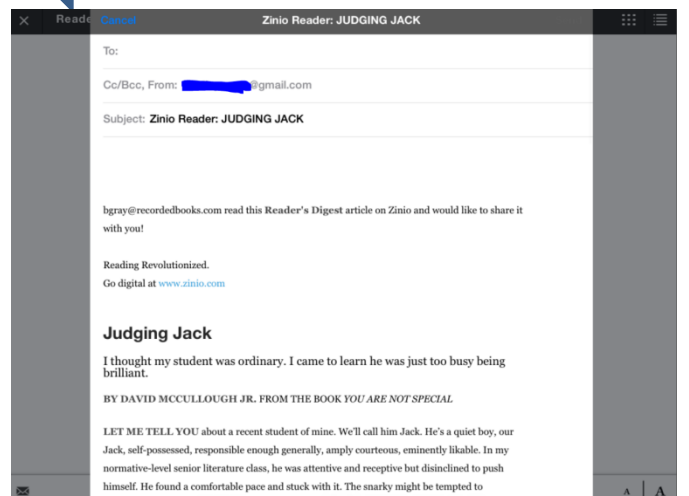 Reade Cancel Zinio Reader: JUDGING JACK
To:
Cc/Bcc, From: @gmail.com
Subject: Zinio Reader: JUDGING JACK
bgray@recordedbooks.com read this Reader's Digest article on Zinio and would like to share it
with you!
Reading Revolutionized.
Go digital at www.zinio.com
Judging Jack
I thought my student was ordinary. I came to learn he was just too busy being
brilliant.
BY DAVID MCCULLOUGH JR. FROM THE BOOK YOU ARE NOT SPECIAL
LET ME TELL YOU about a recent student of mine. We'll call him Jack. He's a quiet boy, our
Jack, self-possessed, responsible enough generally, amply courteous, eminently likable. In my
normative-level senior literature class, he was attentive and receptive but disinclined to push
himself. He found a comfortable pace and stuck with it. The snarky might be tempted to
A A